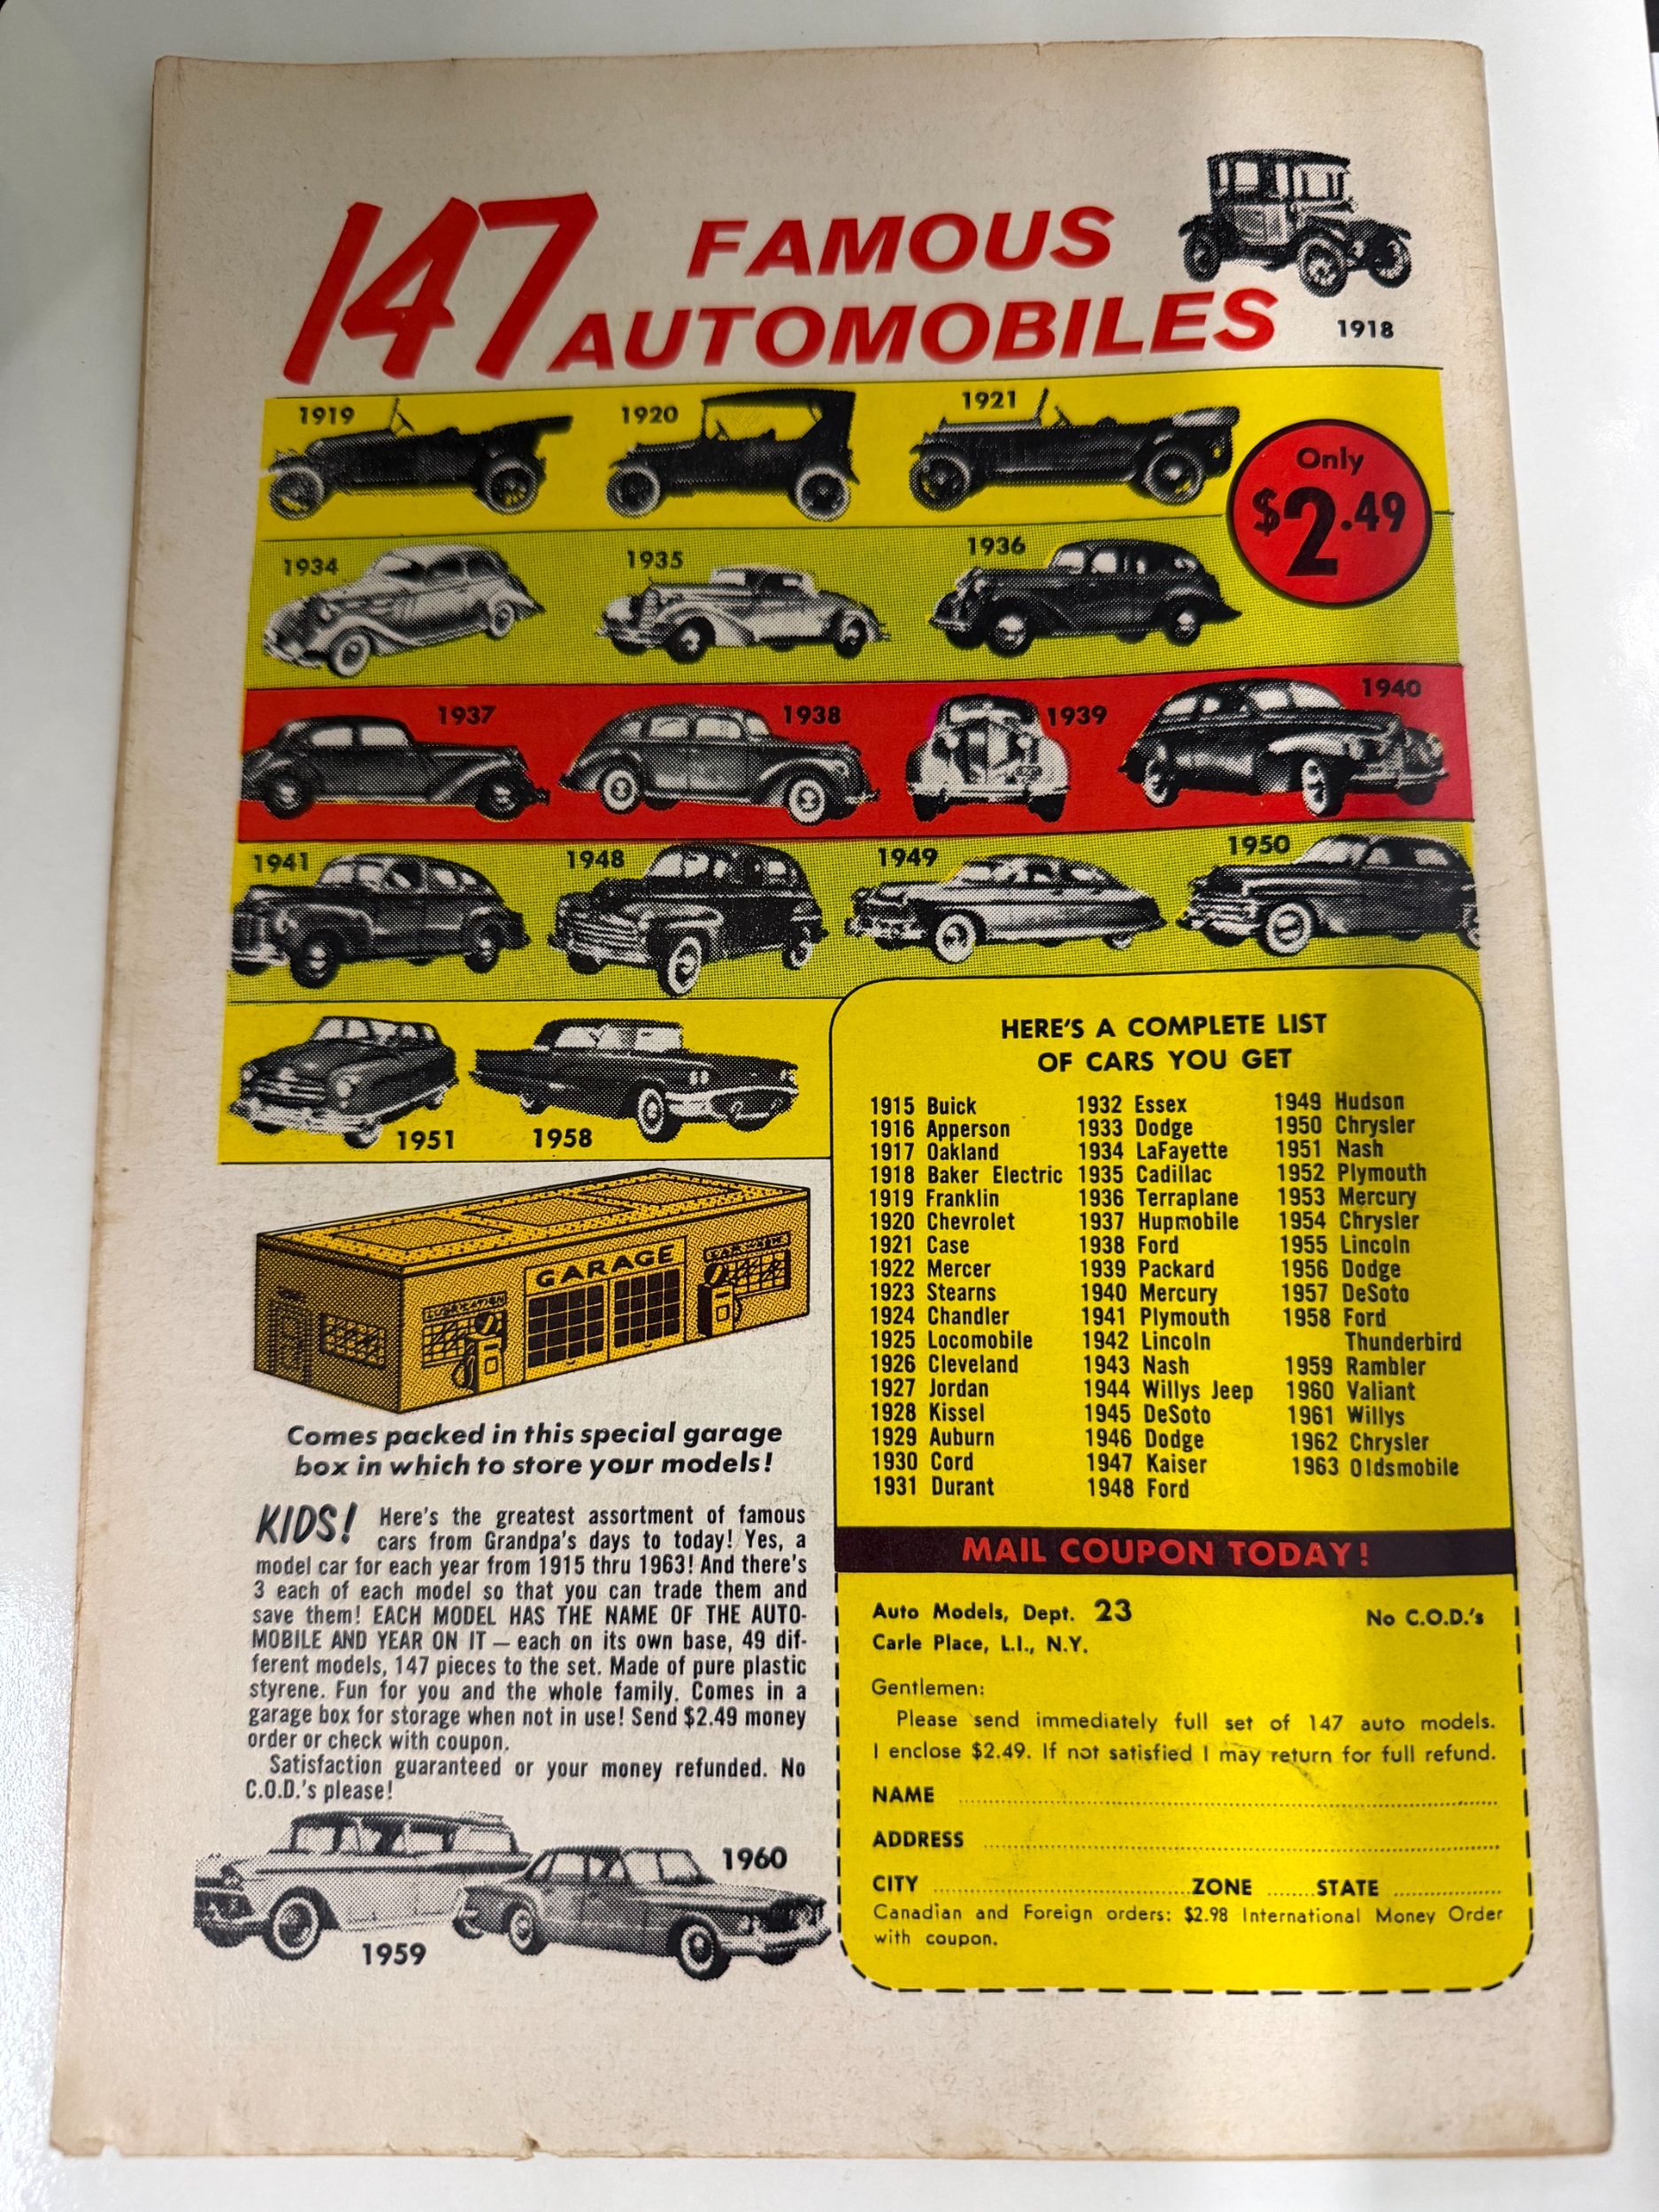 147 FAMOUS
AUTOMOBILES
1918
1919
1920
1921
Only
$2.49
1934
1935
1936
1937
1938
1939
1940
1941
1948
1949
1950
1951
1958
LUBRICATION
GARAGE
CAR WASH
Comes packed in this special garage
box in which to store your models!
KIDS! Here's the greatest assortment of famous
cars from Grandpa's days to today! Yes, a
model car for each year from 1915 thru 1963! And there's
3 each of each model so that you can trade them and
save them! EACH MODEL HAS THE NAME OF THE AUTO-
MOBILE AND YEAR ON IT — each on its own base, 49 dif-
ferent models, 147 pieces to the set. Made of pure plastic
styrene. Fun for you and the whole family. Comes in a
garage box for storage when not in use! Send $2.49 money
order or check with coupon.
Satisfaction guaranteed or your money refunded. No
C.O.D.'s please!
1959
1960
HERE'S A COMPLETE LIST
OF CARS YOU GET
1915 Buick
1916 Apperson
1917 Oakland
1918 Baker Electric
1919 Franklin
1920 Chevrolet
1921 Case
1922 Mercer
1923 Stearns
1924 Chandler
1925 Locomobile
1926 Cleveland
1927 Jordan
1928 Kissel
1929 Auburn
1930 Cord
1931 Durant
1932 Essex
1933 Dodge
1934 LaFayette
1935 Cadillac
1936 Terraplane
1937 Hupmobile
1938 Ford
1939 Packard
1940 Mercury
1941 Plymouth
1942 Lincoln
1943 Nash
1944 Willys Jeep
1945 DeSoto
1946 Dodge
1947 Kaiser
1948 Ford
1949 Hudson
1950 Chrysler
1951 Nash
1952 Plymouth
1953 Mercury
1954 Chrysler
1955 Lincoln
1956 Dodge
1957 DeSoto
1958 Ford
Thunderbird
1959 Rambler
1960 Valiant
1961 Willys
1962 Chrysler
1963 Oldsmobile
MAIL COUPON TODAY!
Auto Models, Dept. 23 No C.O.D.'s
Carle Place, L.I., N.Y.
Gentlemen:
Please send immediately full set of 147 auto models.
I enclose $2.49. If not satisfied I may return for full refund.
NAME
ADDRESS
CITY ZONE STATE
Canadian and Foreign orders: $2.98 International Money Order
with coupon.